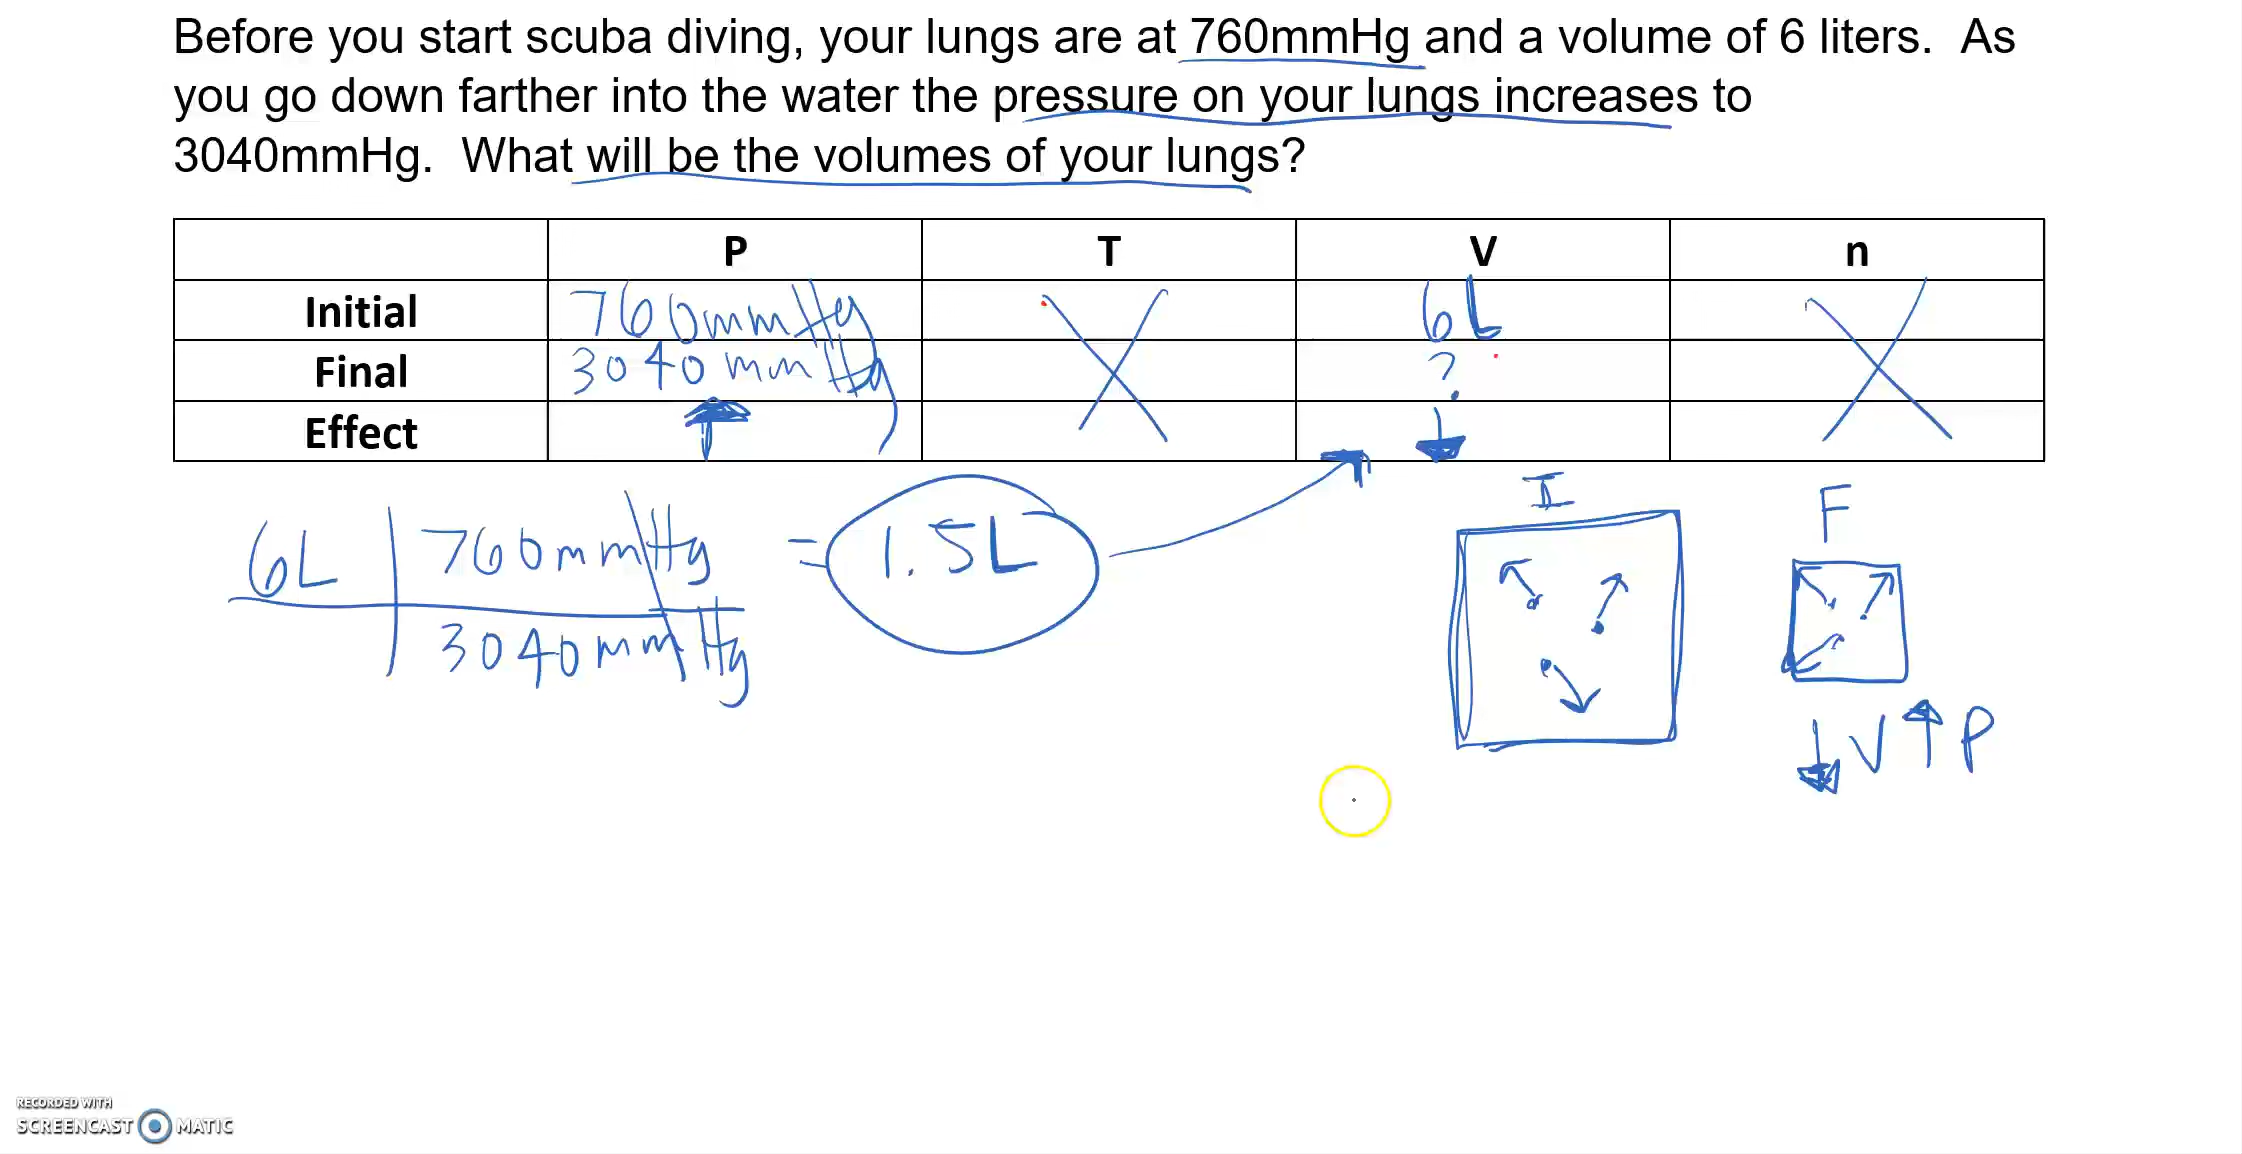 Before you start scuba diving, your lungs are at 760mmHg and a volume of 6 liters. As
you go down farther into the water the pressure on your lungs increases to
3040mmHg. What will be the volumes of your lungs?
P T V n
Initial 760mmHg 6L
Final 3040mmHg ?
Effect
I F
6L 760mmHg = 1.5L
3040mmHg
V P
RECORDED WITH
SCREENCAST MATIC